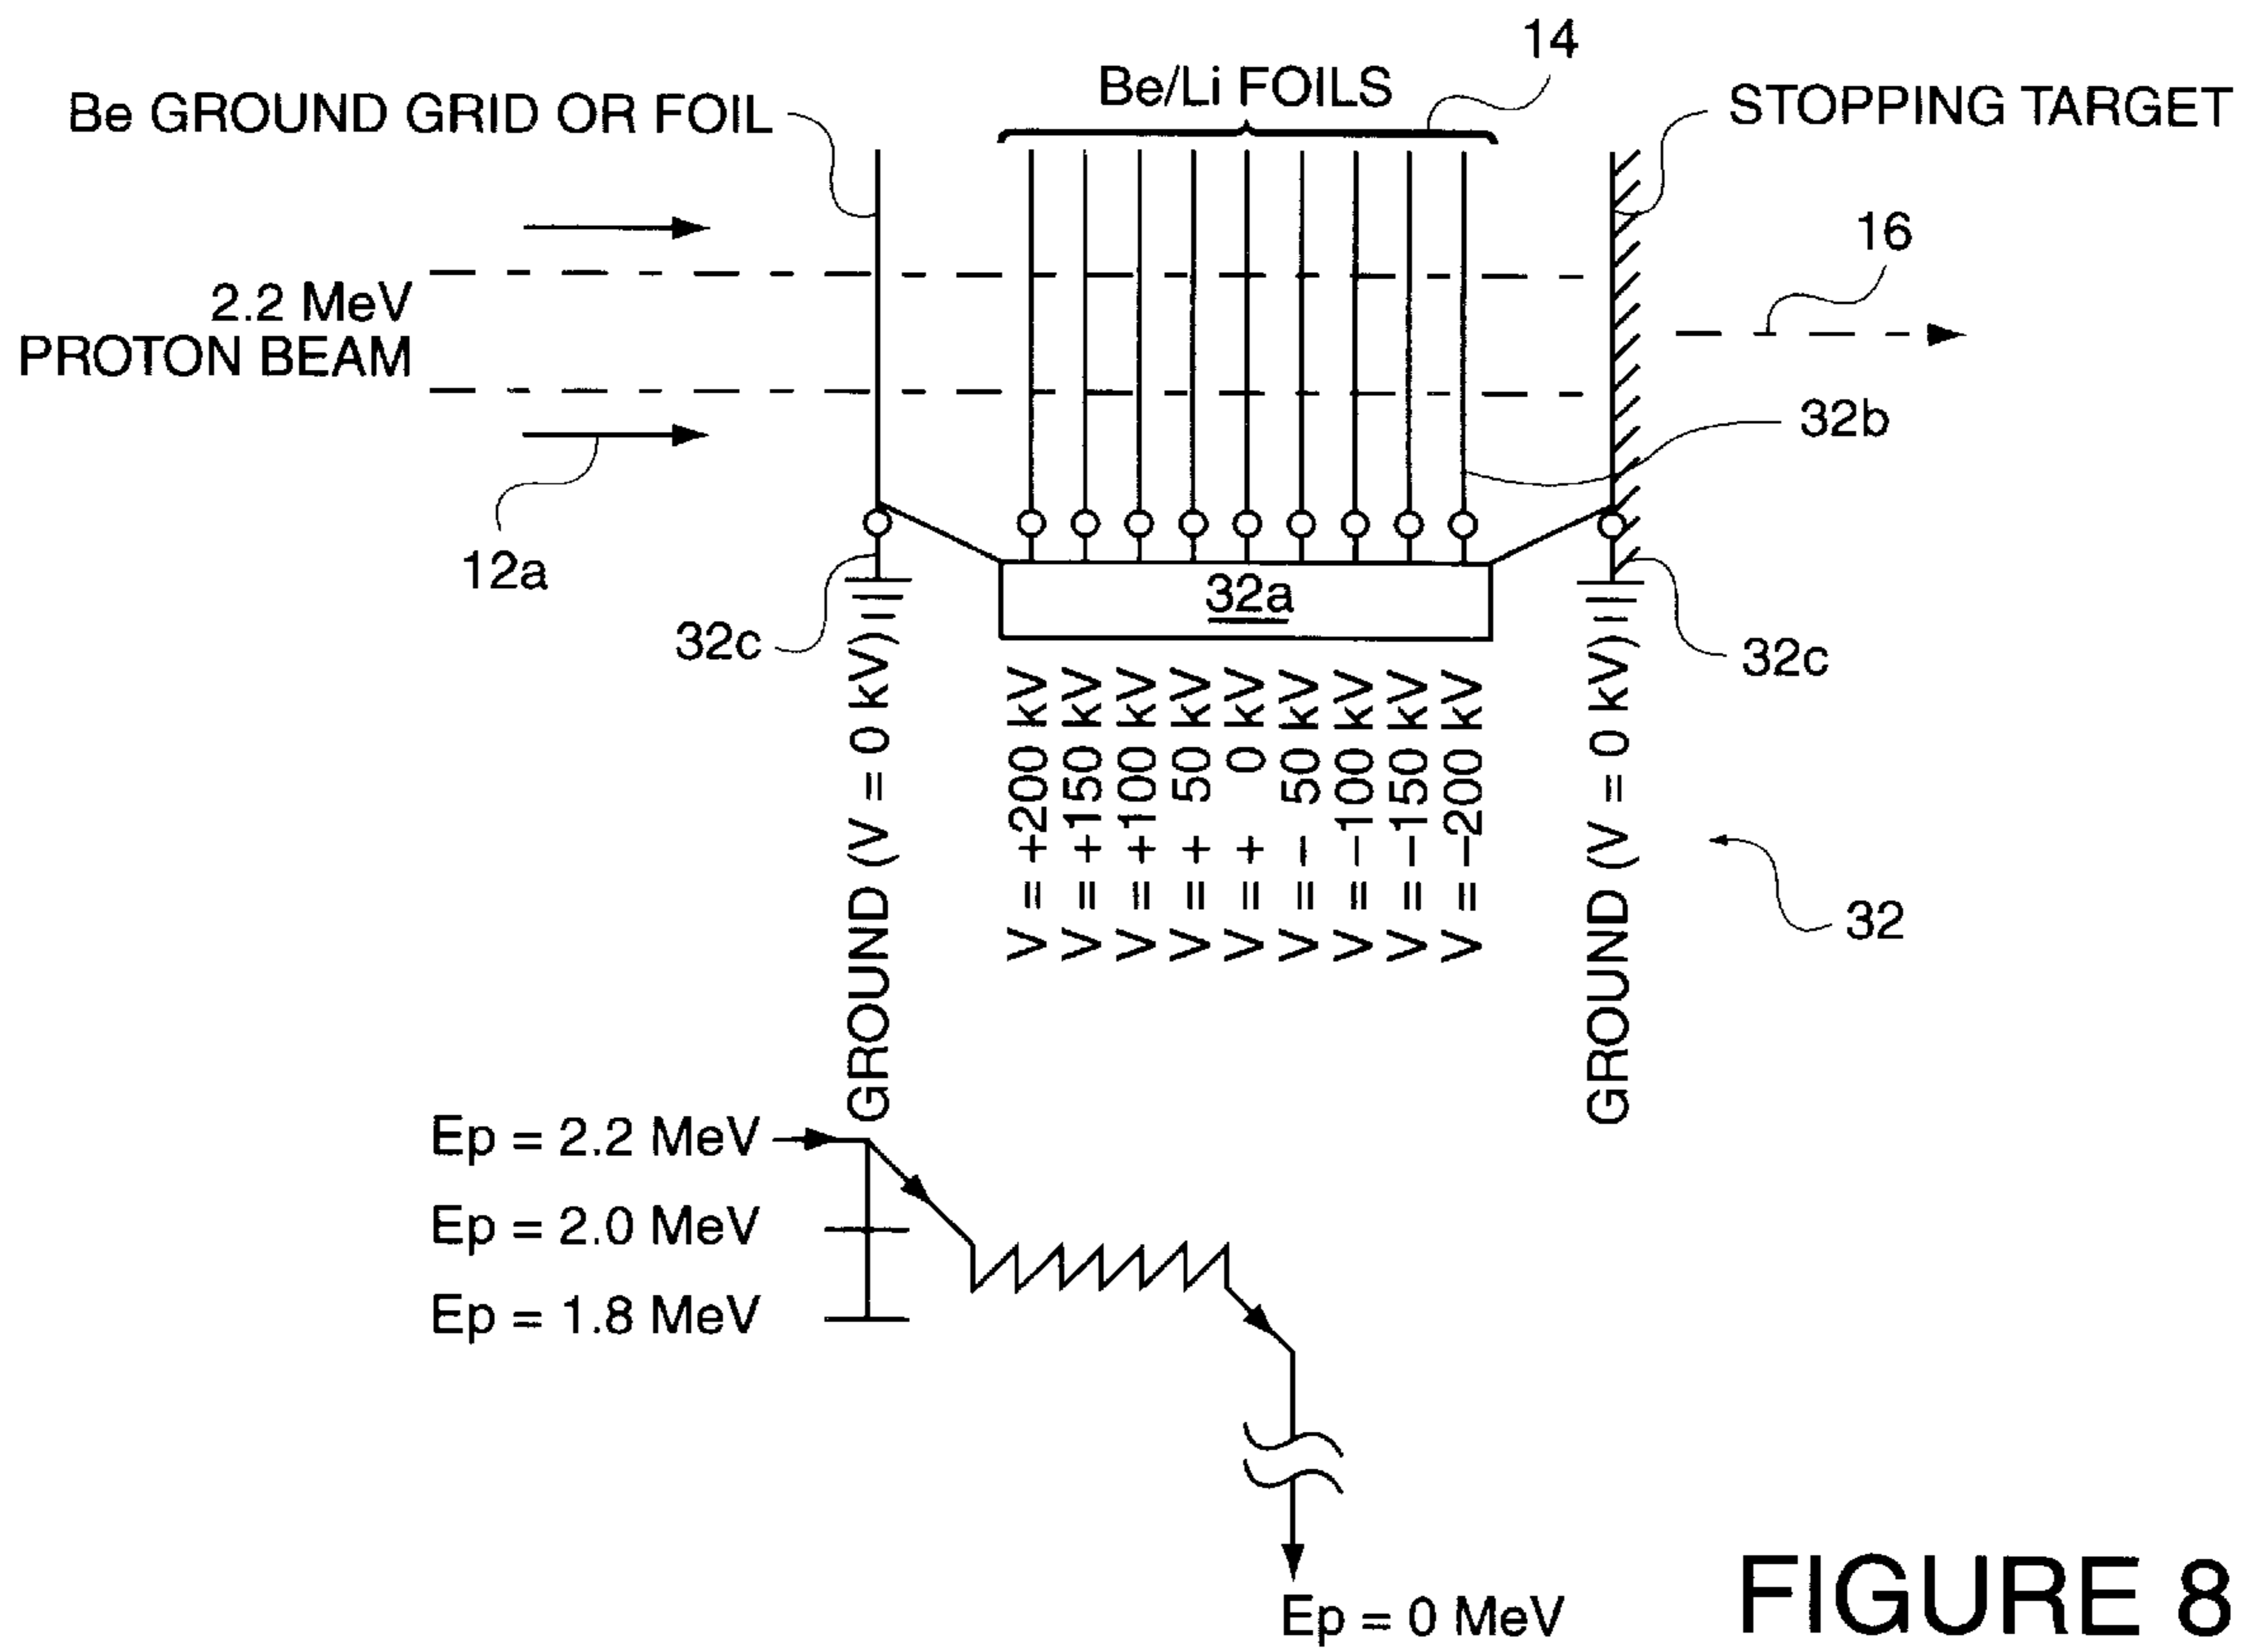 14
Be/Li FOILS
Be GROUND GRID OR FOIL
STOPPING TARGET
16
2.2 MeV
PROTON BEAM
32b
12a
32a
32c
32c
GROUND (V = 0 kV)
V = +200 kV
V = +150 kV
V = +100 kV
V = + 50 kV
V = + 0 kV
V = - 50 kV
V = -100 kV
V = -150 kV
V = -200 kV
GROUND (V = 0 kV)
32
Ep = 2.2 MeV
Ep = 2.0 MeV
Ep = 1.8 MeV
Ep = 0 MeV
FIGURE 8